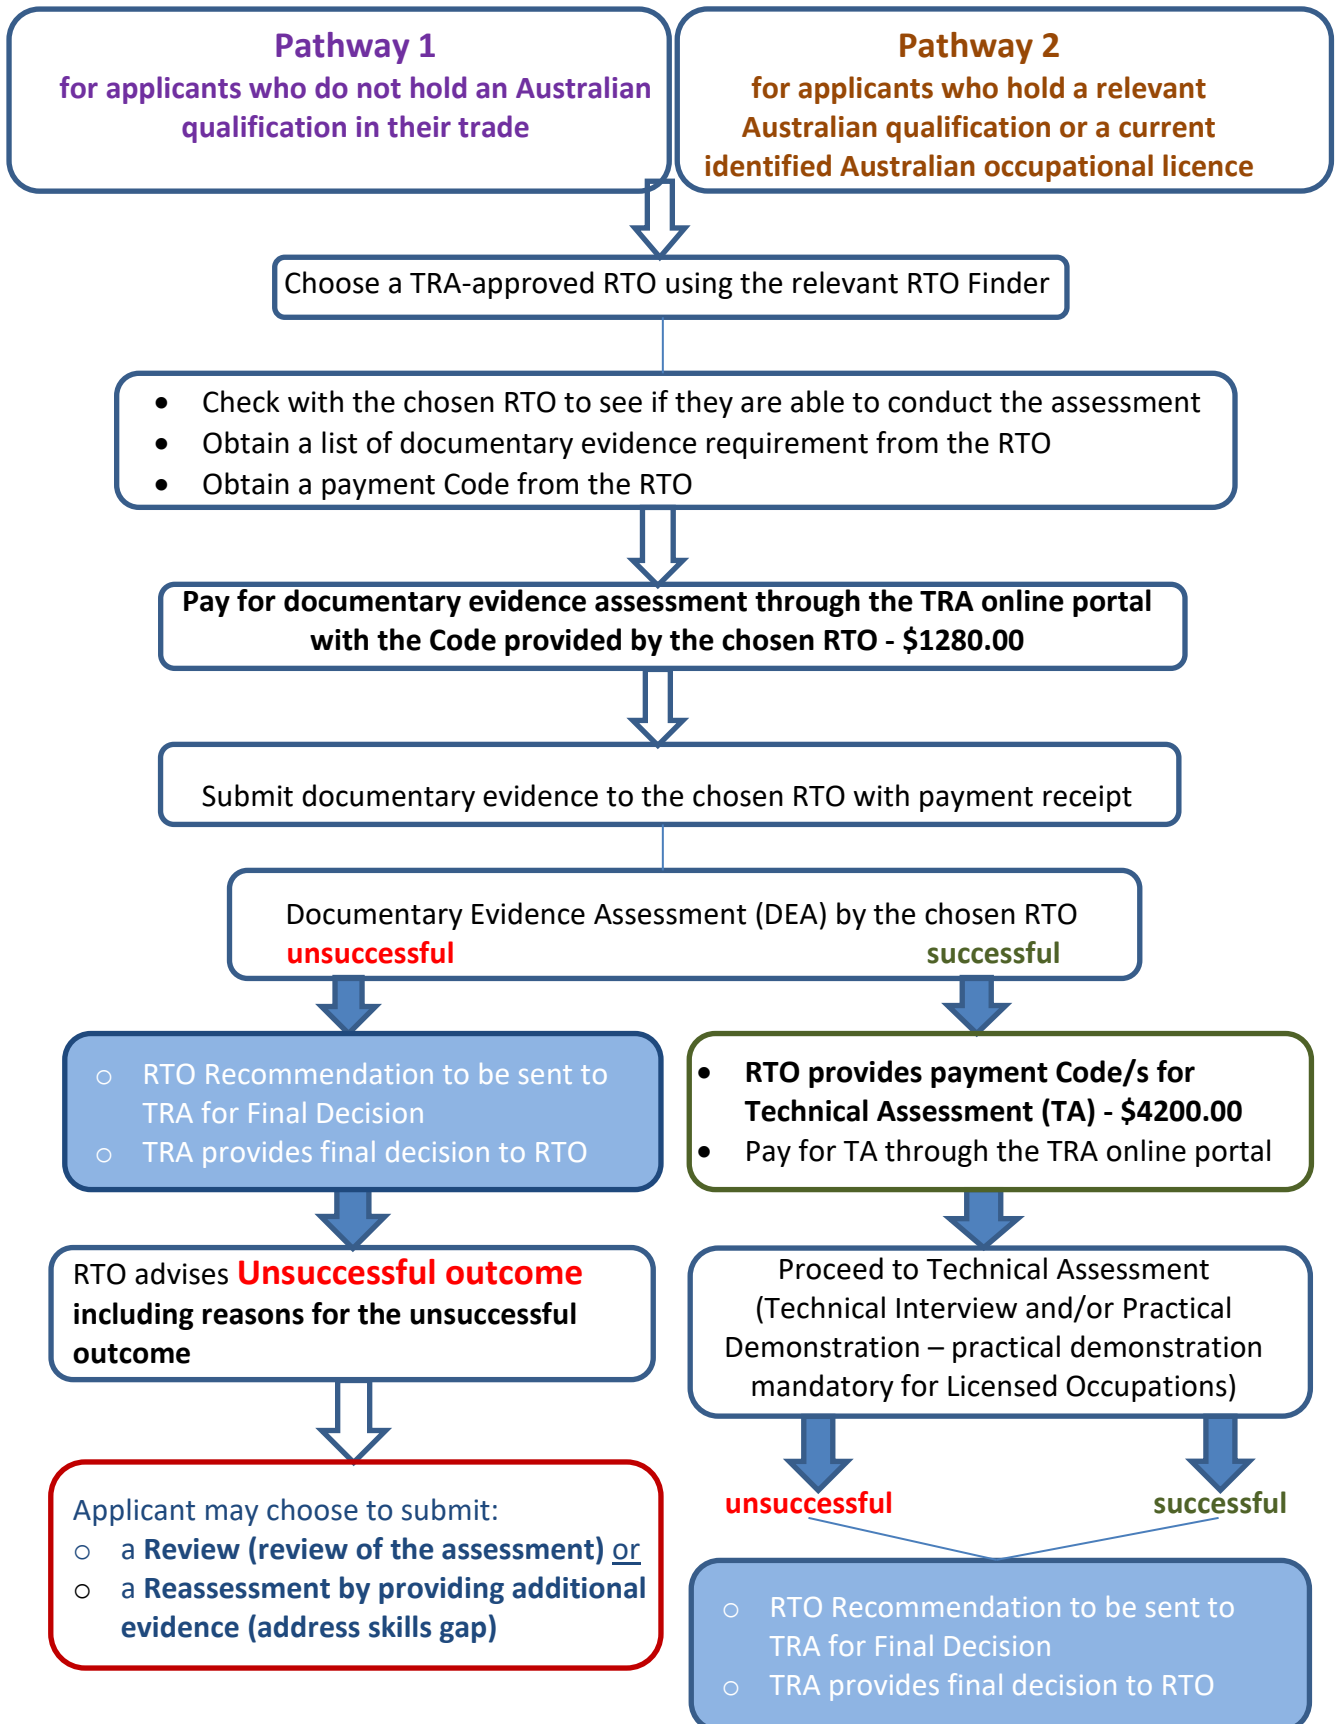 Pathway 1
for applicants who do not hold an Australian
qualification in their trade
Pathway 2
for applicants who hold a relevant
Australian qualification or a current
identified Australian occupational licence
Choose a TRA-approved RTO using the relevant RTO Finder
• Check with the chosen RTO to see if they are able to conduct the assessment
• Obtain a list of documentary evidence requirement from the RTO
• Obtain a payment Code from the RTO
Pay for documentary evidence assessment through the TRA online portal
with the Code provided by the chosen RTO - $1280.00
Submit documentary evidence to the chosen RTO with payment receipt
Documentary Evidence Assessment (DEA) by the chosen RTO
unsuccessful successful
○ RTO Recommendation to be sent to
TRA for Final Decision
○ TRA provides final decision to RTO
• RTO provides payment Code/s for
Technical Assessment (TA) - $4200.00
• Pay for TA through the TRA online portal
RTO advises Unsuccessful outcome
including reasons for the unsuccessful
outcome
Proceed to Technical Assessment
(Technical Interview and/or Practical
Demonstration – practical demonstration
mandatory for Licensed Occupations)
Applicant may choose to submit:
○ a Review (review of the assessment) or
○ a Reassessment by providing additional
evidence (address skills gap)
unsuccessful successful
○ RTO Recommendation to be sent to
TRA for Final Decision
○ TRA provides final decision to RTO